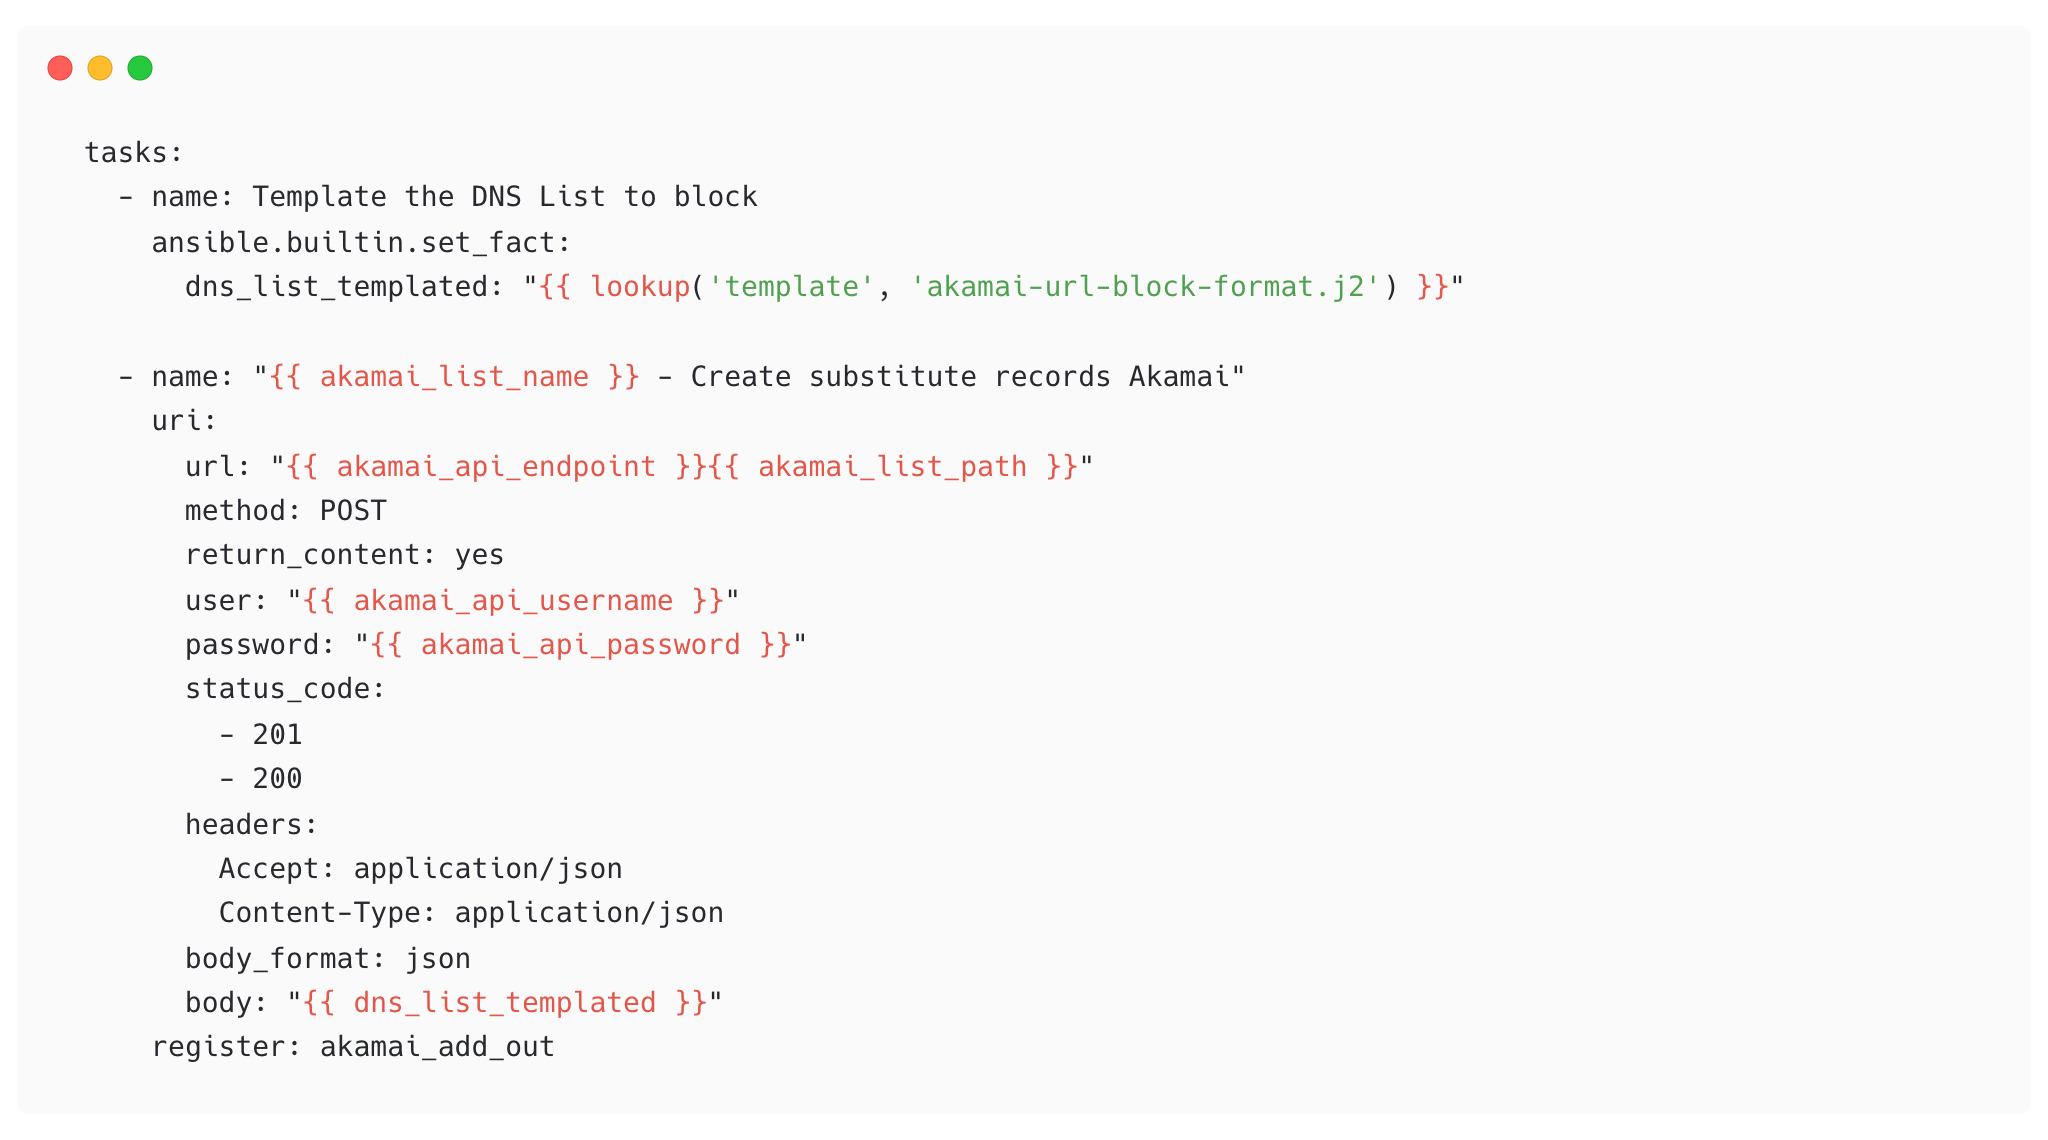 tasks:
  - name: Template the DNS List to block
    ansible.builtin.set_fact:
      dns_list_templated: "{{ lookup('template', 'akamai-url-block-format.j2') }}"

  - name: "{{ akamai_list_name }} - Create substitute records Akamai"
    uri:
      url: "{{ akamai_api_endpoint }}{{ akamai_list_path }}"
      method: POST
      return_content: yes
      user: "{{ akamai_api_username }}"
      password: "{{ akamai_api_password }}"
      status_code:
        - 201
        - 200
      headers:
        Accept: application/json
        Content-Type: application/json
      body_format: json
      body: "{{ dns_list_templated }}"
    register: akamai_add_out